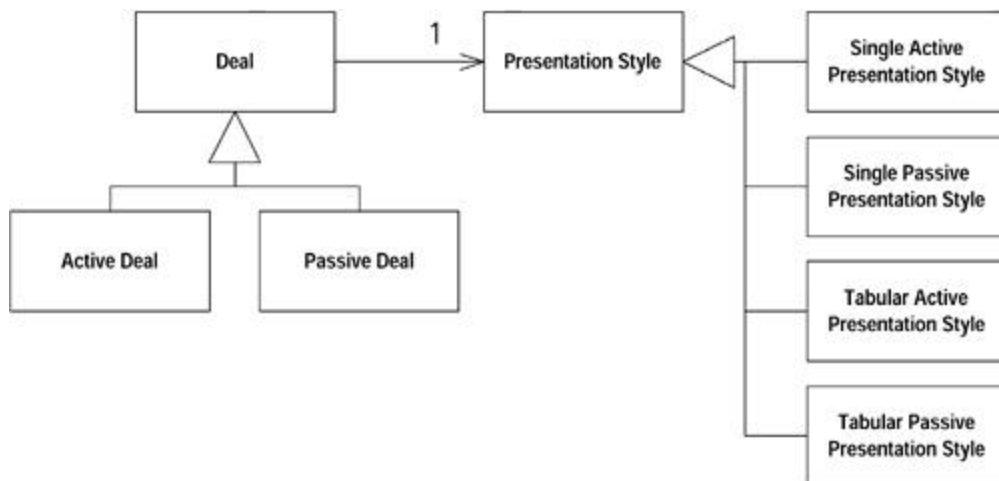 Deal
1
Presentation Style
Single Active
Presentation Style
Single Passive
Presentation Style
Active Deal
Passive Deal
Tabular Active
Presentation Style
Tabular Passive
Presentation Style